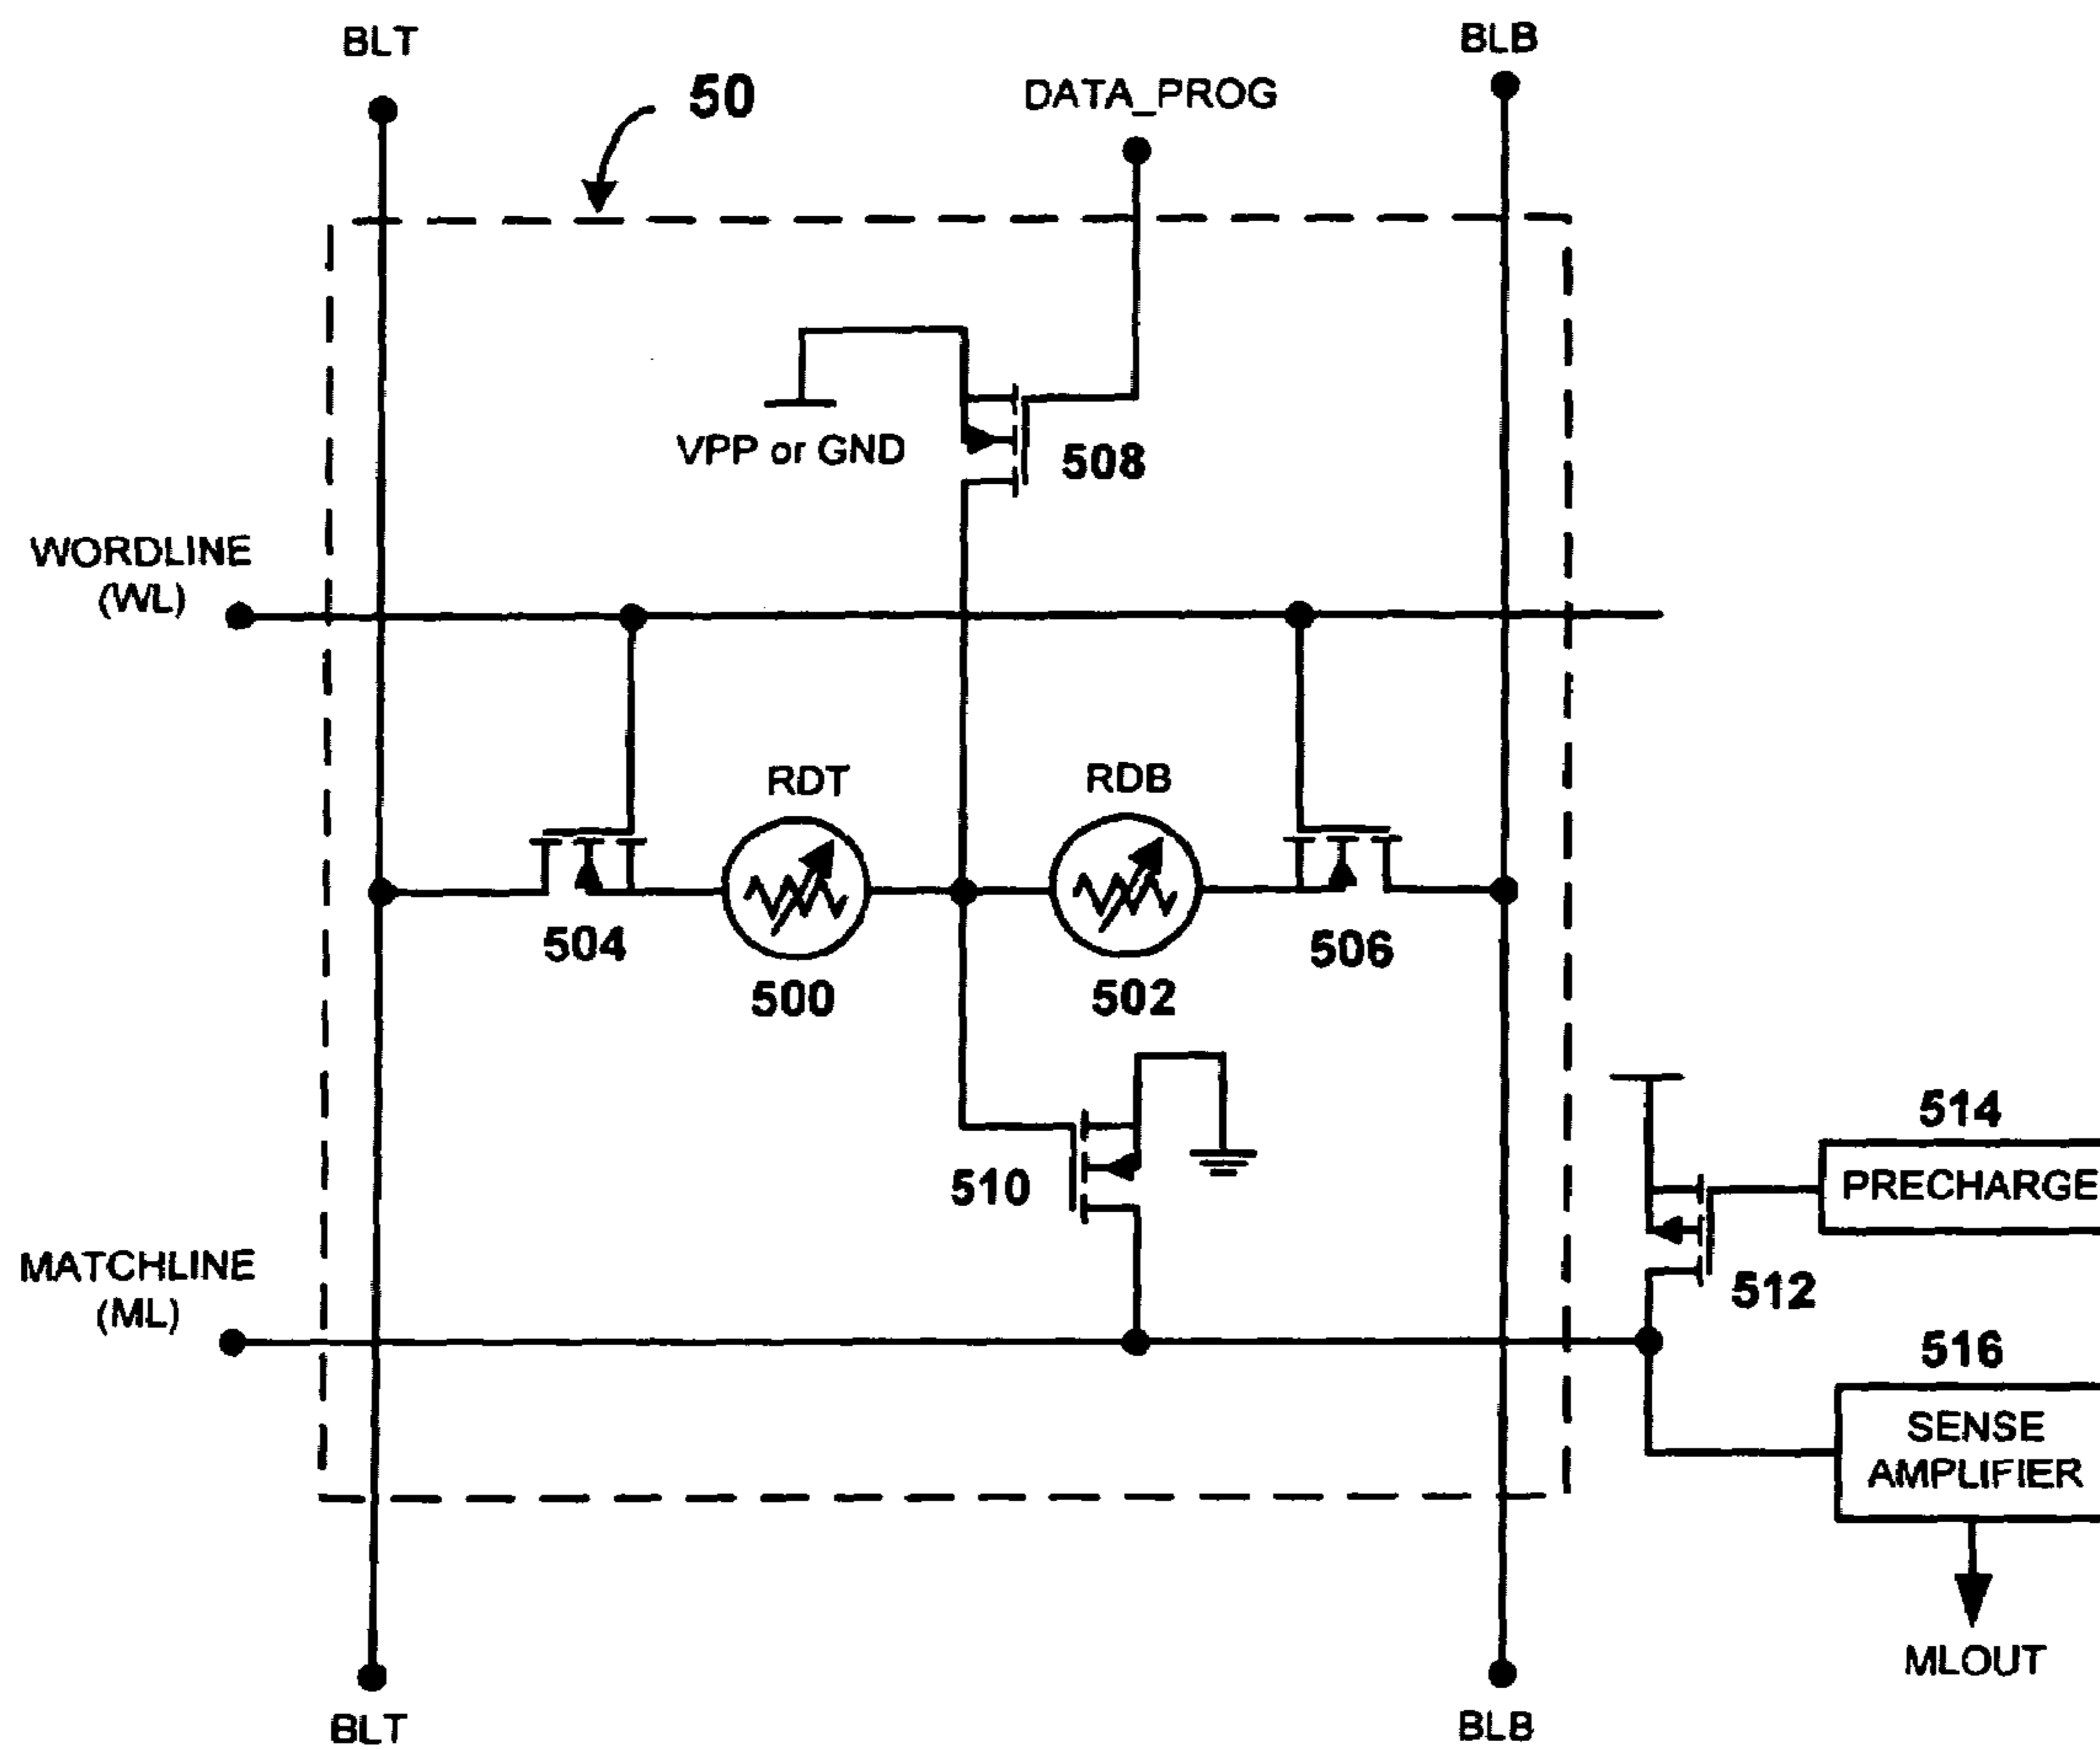 BLT
BLB
50
DATA_PROG
VPP or GND
508
WORDLINE
(WL)
RDT
RDB
504
500
502
506
510
514
PRECHARGE
512
MATCHLINE
(ML)
516
SENSE
AMPLIFIER
MLOUT
BLT
BLB